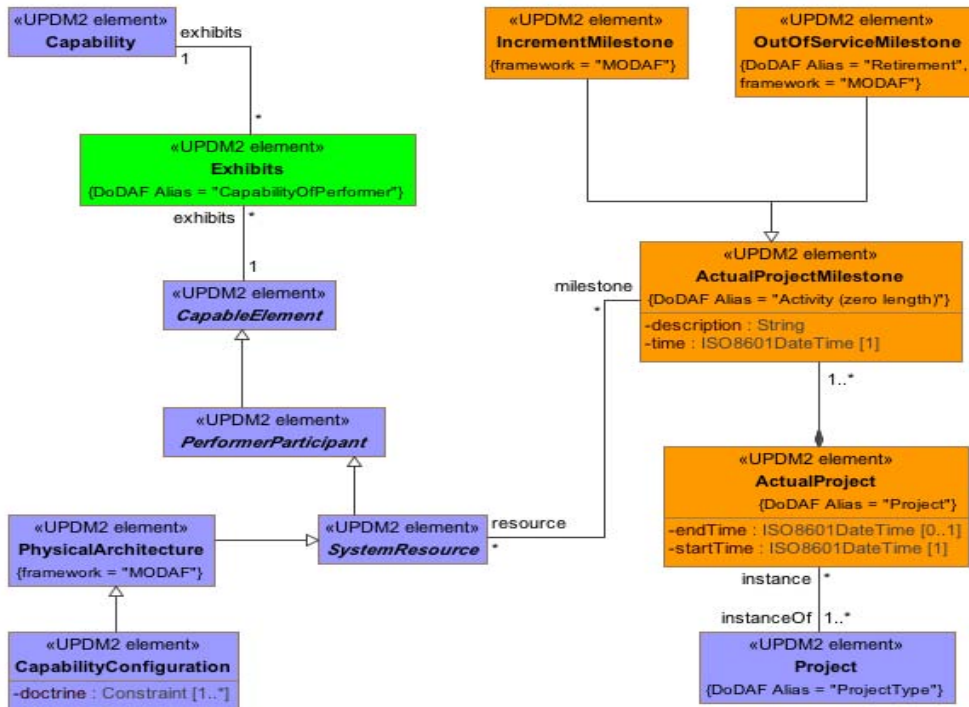 «UPDM2 element»
Capability
exhibits
1
*
«UPDM2 element»
Exhibits
{DoDAF Alias = "CapabilityOfPerformer"}
exhibits *
1
«UPDM2 element»
CapableElement
«UPDM2 element»
PerformerParticipant
«UPDM2 element»
PhysicalArchitecture
{framework = "MODAF"}
«UPDM2 element»
SystemResource
resource
*
«UPDM2 element»
CapabilityConfiguration
-doctrine : Constraint [1..*]
«UPDM2 element»
IncrementMilestone
{framework = "MODAF"}
«UPDM2 element»
OutOfServiceMilestone
{DoDAF Alias = "Retirement",
framework = "MODAF"}
milestone
*
«UPDM2 element»
ActualProjectMilestone
{DoDAF Alias = "Activity (zero length)"}
-description : String
-time : ISO8601DateTime [1]
1..*
«UPDM2 element»
ActualProject
{DoDAF Alias = "Project"}
-endTime : ISO8601DateTime [0..1]
-startTime : ISO8601DateTime [1]
instance *
instanceOf 1..*
«UPDM2 element»
Project
{DoDAF Alias = "ProjectType"}